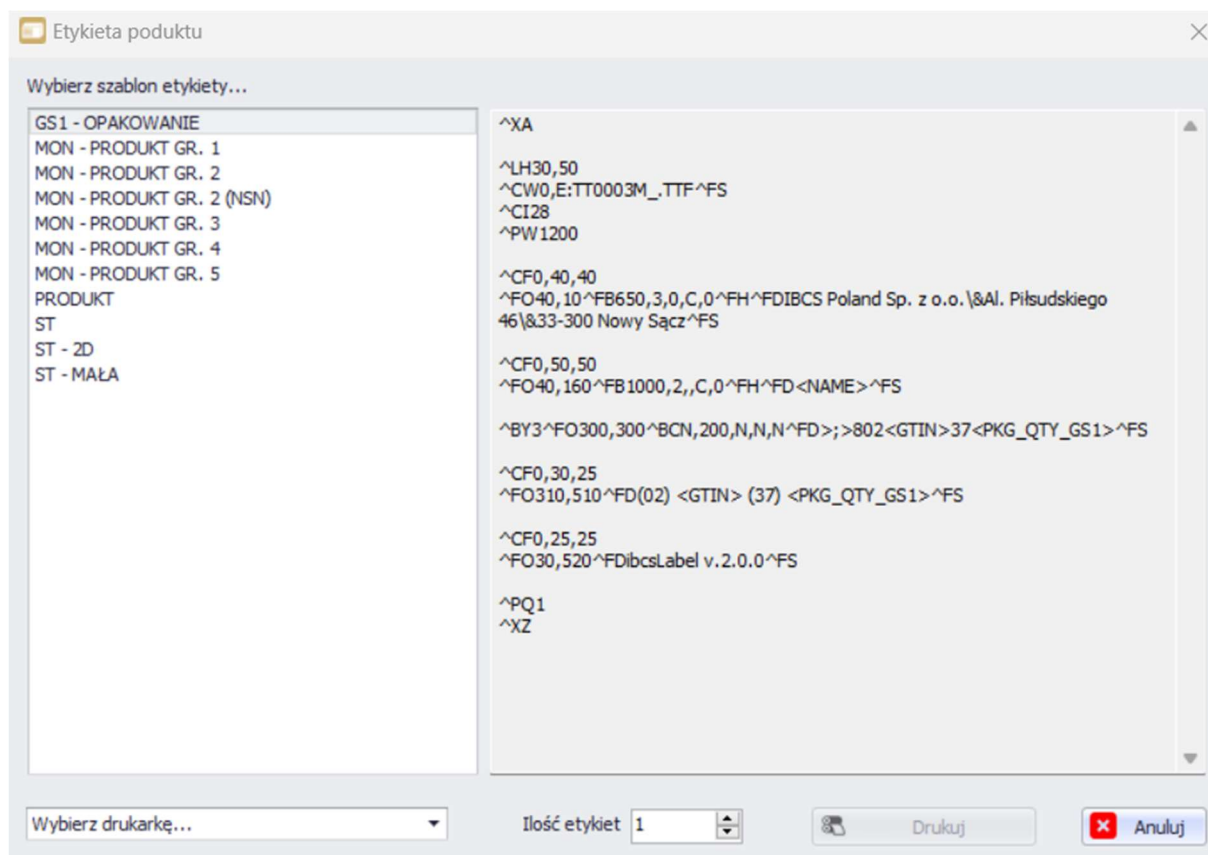 Etykieta poduktu
Wybierz szablon etykiety...
GS1 - OPAKOWANIE
MON - PRODUKT GR. 1
MON - PRODUKT GR. 2
MON - PRODUKT GR. 2 (NSN)
MON - PRODUKT GR. 3
MON - PRODUKT GR. 4
MON - PRODUKT GR. 5
PRODUKT
ST
ST - 2D
ST - MAŁA
^XA
^LH30,50
^CW0,E:TT0003M_.TTF^FS
^CI28
^PW1200
^CF0,40,40
^FO40,10^FB650,3,0,C,0^FH^FDIBCS Poland Sp. z o.o.\&Al. Piłsudskiego
46\&33-300 Nowy Sącz^FS
^CF0,50,50
^FO40,160^FB1000,2,,C,0^FH^FD<NAME>^FS
^BY3^FO300,300^BCN,200,N,N,N^FD>;>802<GTIN>37<PKG_QTY_GS1>^FS
^CF0,30,25
^FO310,510^FD(02) <GTIN> (37) <PKG_QTY_GS1>^FS
^CF0,25,25
^FO30,520^FDibcsLabel v.2.0.0^FS
^PQ1
^XZ
Wybierz drukarkę...
Ilość etykiet 1
Drukuj
Anuluj